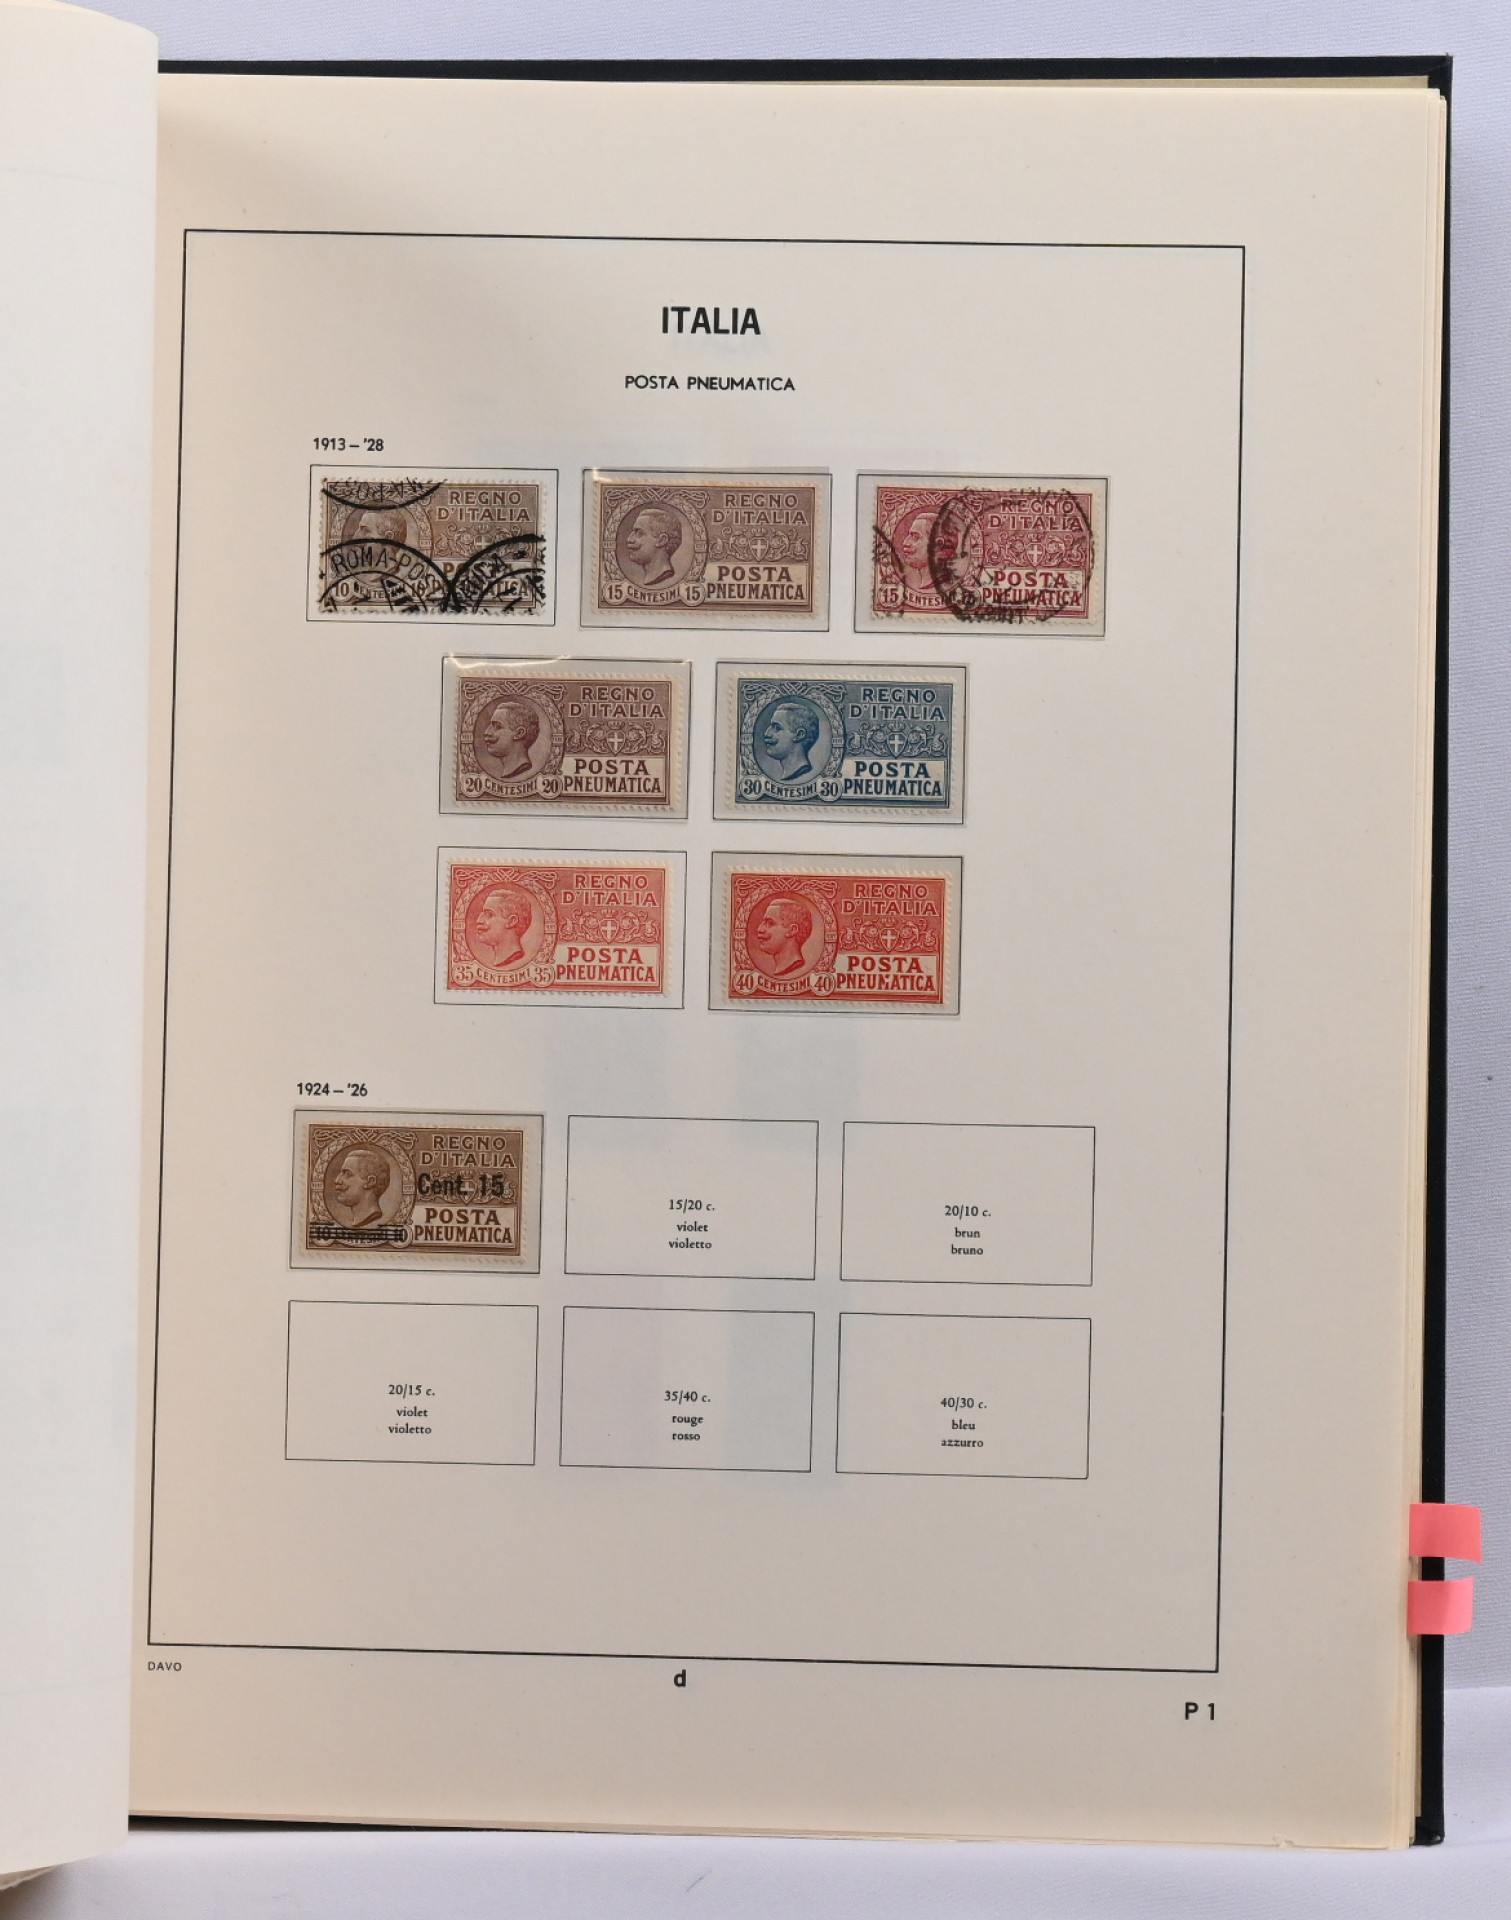 ITALIA
POSTA PNEUMATICA
1913 – '28
REGNO
D'ITALIA
ROMA-POS
10
REGNO
D'ITALIA
POSTA
15 CENTESIMI 15 PNEUMATICA
REGNO
D'ITALIA
POSTA
15 PNEUMATICA
REGNO
D'ITALIA
POSTA
20 CENTESIMI 20 PNEUMATICA
REGNO
D'ITALIA
POSTA
30 CENTESIMI 30 PNEUMATICA
REGNO
D'ITALIA
POSTA
35 CENTESIMI 35 PNEUMATICA
REGNO
D'ITALIA
POSTA
40 CENTESIMI 40 PNEUMATICA
1924 – '26
REGNO
D'ITALIA
Cent. 15
POSTA
10 10 PNEUMATICA
15/20 c.
violet
violetto
20/10 c.
brun
bruno
20/15 c.
violet
violetto
35/40 c.
rouge
rosso
40/30 c.
bleu
azzurro
DAVO
d
P 1